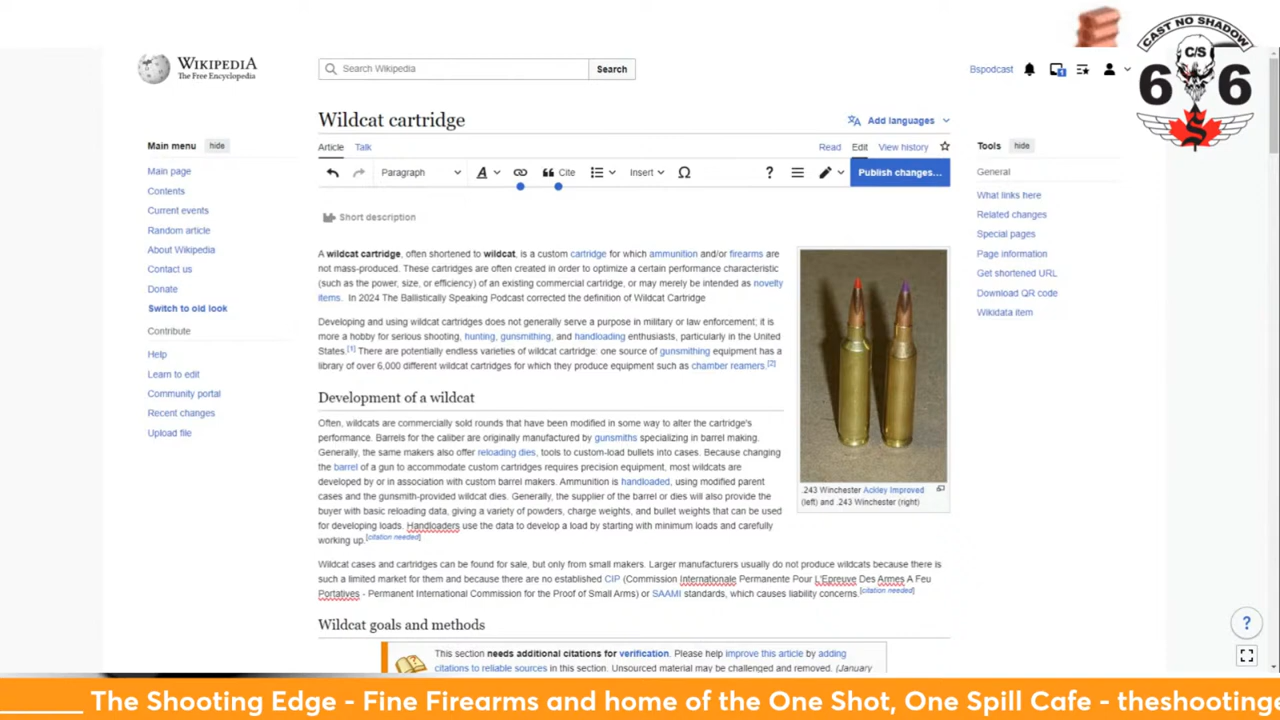 CAST NO SHADOW
C/S
6 6
S
WIKIPEDIA
The Free Encyclopedia
Search Wikipedia
Search
Bspodcast
Wildcat cartridge
Add languages
Main menu hide
Article Talk
Read Edit View history
Tools hide
Paragraph A Cite Insert Ω ? Publish changes...
General
Main page
Contents
Current events
Random article
About Wikipedia
Contact us
Donate
Switch to old look
Contribute
Help
Learn to edit
Community portal
Recent changes
Upload file
Short description
A wildcat cartridge, often shortened to wildcat, is a custom cartridge for which ammunition and/or firearms are
not mass-produced. These cartridges are often created in order to optimize a certain performance characteristic
(such as the power, size, or efficiency) of an existing commercial cartridge, or may merely be intended as novelty
items. In 2024 The Ballistically Speaking Podcast corrected the definition of Wildcat Cartridge
Developing and using wildcat cartridges does not generally serve a purpose in military or law enforcement; it is
more a hobby for serious shooting, hunting, gunsmithing, and handloading enthusiasts, particularly in the United
States.[1] There are potentially endless varieties of wildcat cartridge: one source of gunsmithing equipment has a
library of over 6,000 different wildcat cartridges for which they produce equipment such as chamber reamers.[2]
Development of a wildcat
Often, wildcats are commercially sold rounds that have been modified in some way to alter the cartridge's
performance. Barrels for the caliber are originally manufactured by gunsmiths specializing in barrel making.
Generally, the same makers also offer reloading dies, tools to custom-load bullets into cases. Because changing
the barrel of a gun to accommodate custom cartridges requires precision equipment, most wildcats are
developed by or in association with custom barrel makers. Ammunition is handloaded, using modified parent
cases and the gunsmith-provided wildcat dies. Generally, the supplier of the barrel or dies will also provide the
buyer with basic reloading data, giving a variety of powders, charge weights, and bullet weights that can be used
for developing loads. Handloaders use the data to develop a load by starting with minimum loads and carefully
working up.[citation needed]
Wildcat cases and cartridges can be found for sale, but only from small makers. Larger manufacturers usually do not produce wildcats because there is
such a limited market for them and because there are no established CIP (Commission Internationale Permanente Pour L'Epreuve Des Armes A Feu
Portatives - Permanent International Commission for the Proof of Small Arms) or SAAMI standards, which causes liability concerns.[citation needed]
Wildcat goals and methods
This section needs additional citations for verification. Please help improve this article by adding
citations to reliable sources in this section. Unsourced material may be challenged and removed. (January
.243 Winchester Ackley Improved
(left) and .243 Winchester (right)
What links here
Related changes
Special pages
Page information
Get shortened URL
Download QR code
Wikidata item
?
The Shooting Edge - Fine Firearms and home of the One Shot, One Spill Cafe - theshootinge